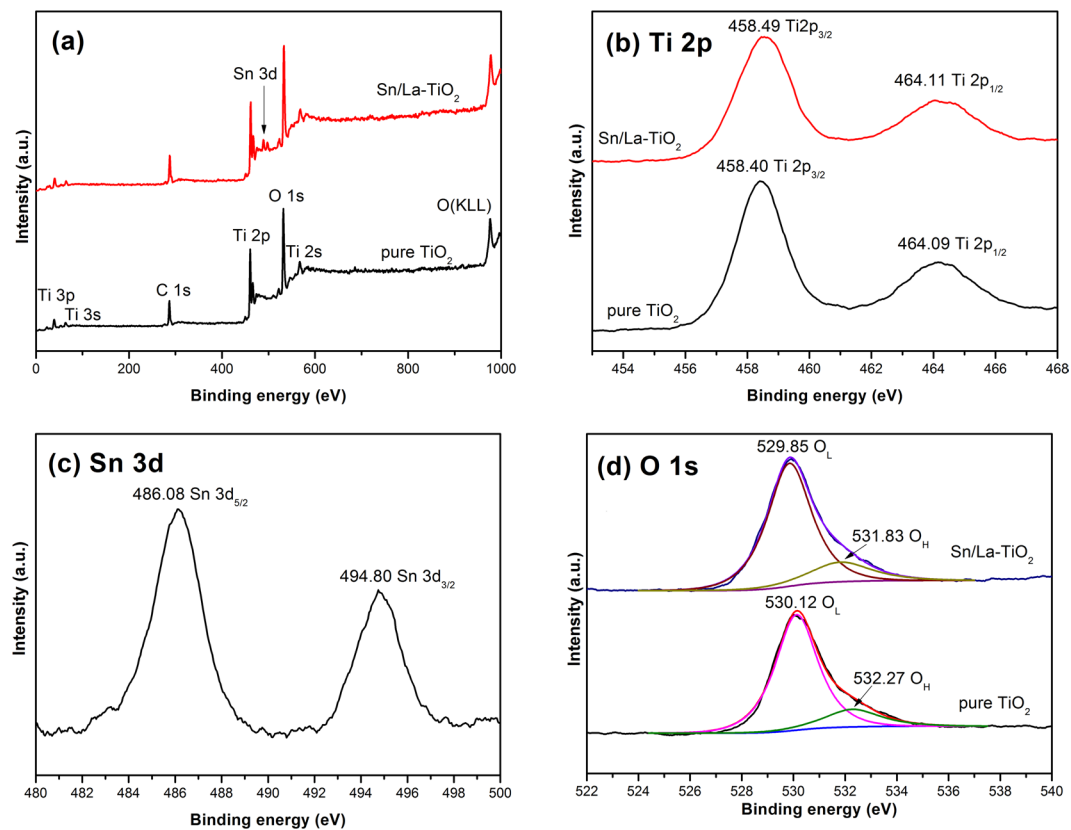 (a)
Sn 3d
Sn/La-TiO₂
O 1s
O(KLL)
Ti 2p
Ti 2s
pure TiO₂
C 1s
Ti 3p
Ti 3s
Intensity (a.u.)
0 200 400 600 800 1000
Binding energy (eV)
(b) Ti 2p
458.49 Ti2p₃/₂
464.11 Ti 2p₁/₂
Sn/La-TiO₂
458.40 Ti 2p₃/₂
464.09 Ti 2p₁/₂
pure TiO₂
Intensity (a.u.)
454 456 458 460 462 464 466 468
Binding energy (eV)
(c) Sn 3d
486.08 Sn 3d₅/₂
494.80 Sn 3d₃/₂
Intensity (a.u.)
480 482 484 486 488 490 492 494 496 498 500
Binding energy (eV)
(d) O 1s
529.85 O_L
531.83 O_H
Sn/La-TiO₂
530.12 O_L
532.27 O_H
pure TiO₂
Intensity (a.u.)
522 524 526 528 530 532 534 536 538 540
Binding energy (eV)